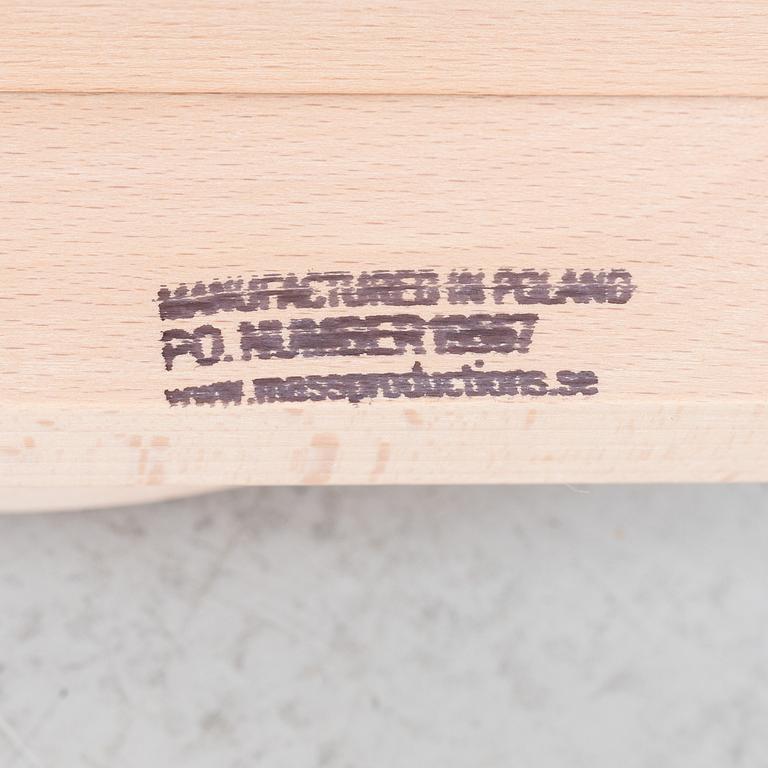 MANUFACTURED IN POLAND
PO. NUMBER
www.massproductions.se